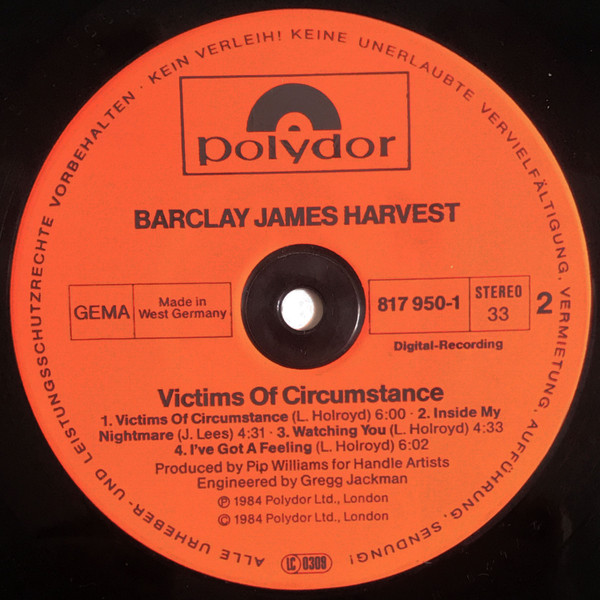 ALLE URHEBER- UND LEISTUNGSSCHUTZRECHTE VORBEHALTEN · KEIN VERLEIH! KEINE UNERLAUBTE VERVIELFÄLTIGUNG, VERMIETUNG, AUFFÜHRUNG, SENDUNG!
polydor
BARCLAY JAMES HARVEST
GEMA
Made in
West Germany
817 950-1
STEREO
33
2
Digital-Recording
Victims Of Circumstance
1. Victims Of Circumstance (L. Holroyd) 6:00 · 2. Inside My
Nightmare (J. Lees) 4:31 · 3. Watching You (L. Holroyd) 4:33
4. I've Got A Feeling (L. Holroyd) 6:02
Produced by Pip Williams for Handle Artists
Engineered by Gregg Jackman
Ⓟ 1984 Polydor Ltd., London
© 1984 Polydor Ltd., London
LC 0309